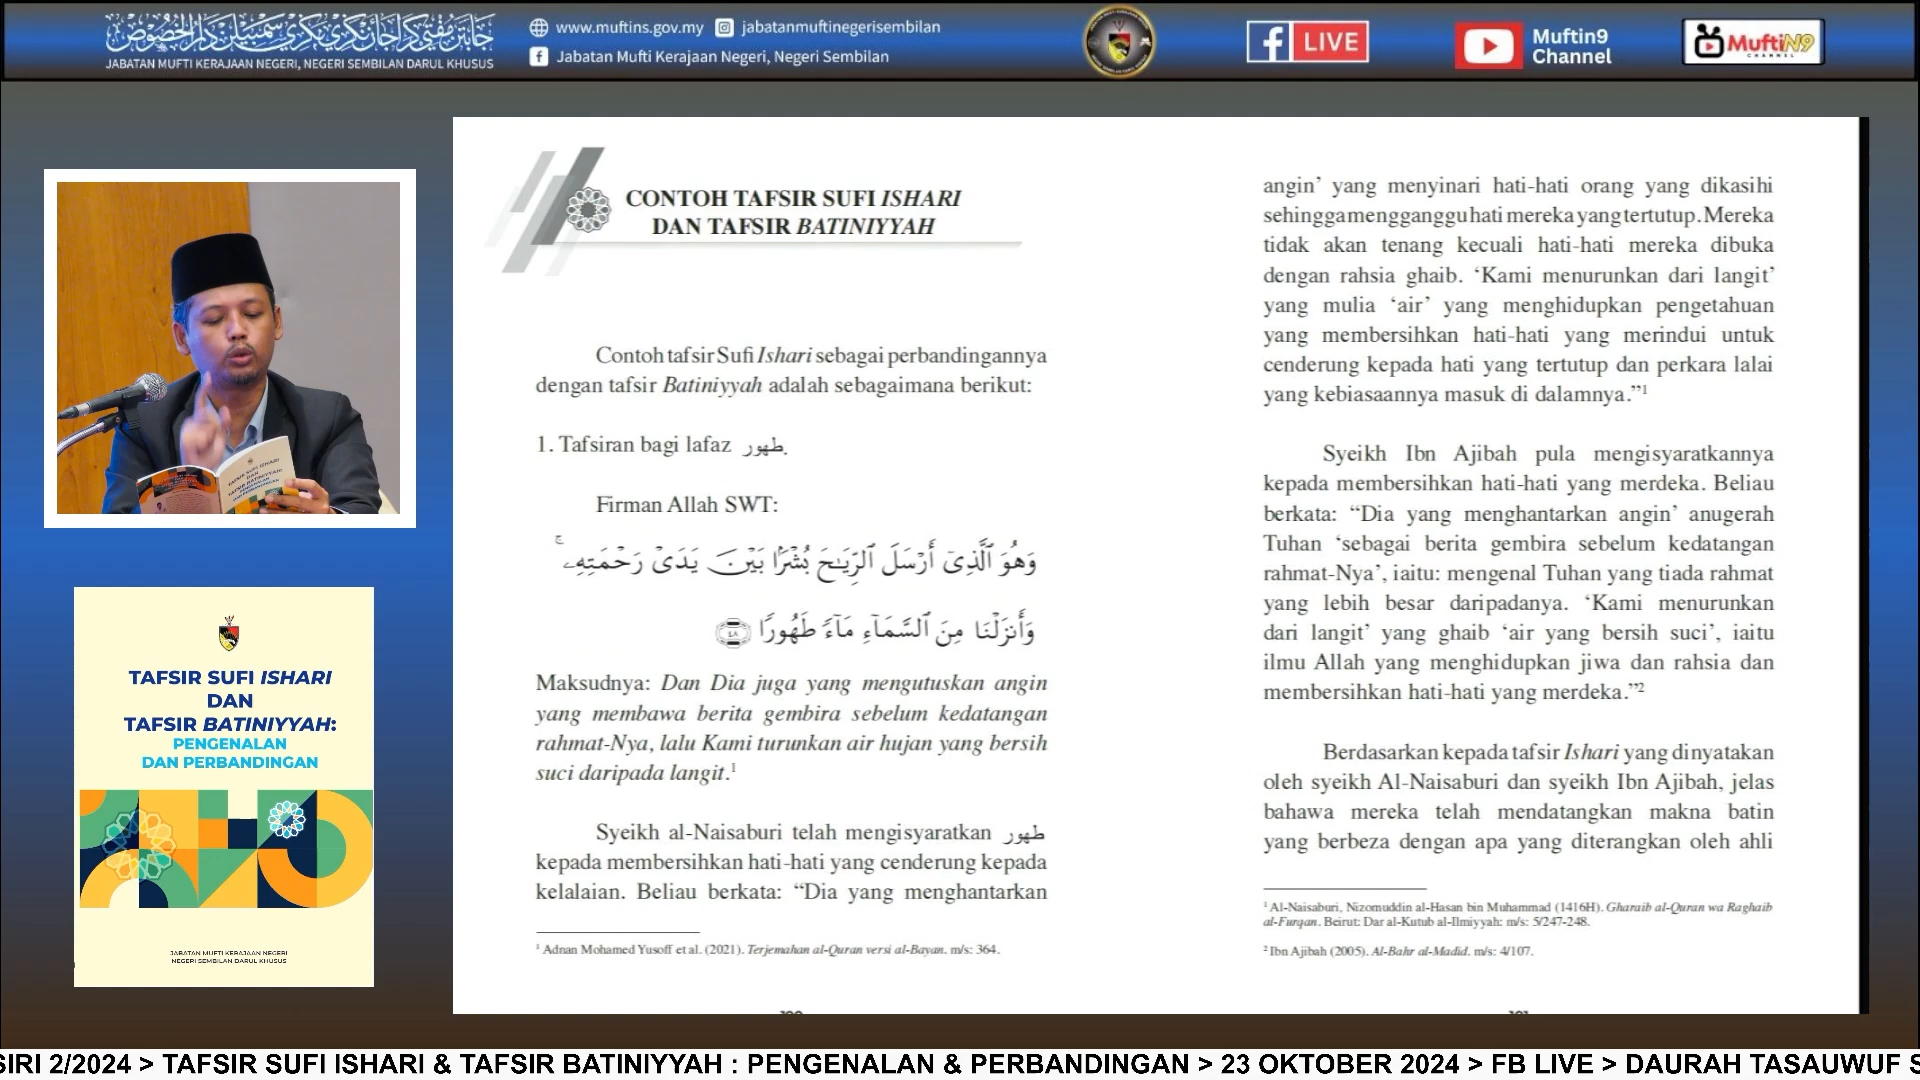 جابتن مفتي كراجأن نڬري، نڬري سمبيلن دار الخصوص
JABATAN MUFTI KERAJAAN NEGERI, NEGERI SEMBILAN DARUL KHUSUS
www.muftins.gov.my jabatanmuftinegerisembilan
Jabatan Mufti Kerajaan Negeri, Negeri Sembilan
LIVE
Muftin9
Channel
MuftiN9
CHANNEL
TAFSIR SUFI ISHARI
DAN
TAFSIR BATINIYYAH:
PENGENALAN
DAN PERBANDINGAN
JABATAN MUFTI KERAJAAN NEGERI
NEGERI SEMBILAN DARUL KHUSUS
CONTOH TAFSIR SUFI ISHARI
DAN TAFSIR BATINIYYAH
Contoh tafsir Sufi Ishari sebagai perbandingannya
dengan tafsir Batiniyyah adalah sebagaimana berikut:
1. Tafsiran bagi lafaz طهور.
Firman Allah SWT:
وَهُوَ ٱلَّذِىٓ أَرْسَلَ ٱلرِّيَـٰحَ بُشْرًۢا بَيْنَ يَدَىْ رَحْمَتِهِۦ ۚ
وَأَنزَلْنَا مِنَ ٱلسَّمَآءِ مَآءً طَهُورًا ٤٨
Maksudnya: Dan Dia juga yang mengutuskan angin
yang membawa berita gembira sebelum kedatangan
rahmat-Nya, lalu Kami turunkan air hujan yang bersih
suci daripada langit.1
Syeikh al-Naisaburi telah mengisyaratkan طهور
kepada membersihkan hati-hati yang cenderung kepada
kelalaian. Beliau berkata: “Dia yang menghantarkan
1 Adnan Mohamed Yusoff et al. (2021). Terjemahan al-Quran versi al-Bayan. m/s: 364.
angin’ yang menyinari hati-hati orang yang dikasihi
sehingga mengganggu hati mereka yang tertutup. Mereka
tidak akan tenang kecuali hati-hati mereka dibuka
dengan rahsia ghaib. ‘Kami menurunkan dari langit’
yang mulia ‘air’ yang menghidupkan pengetahuan
yang membersihkan hati-hati yang merindui untuk
cenderung kepada hati yang tertutup dan perkara lalai
yang kebiasaannya masuk di dalamnya.”1
Syeikh Ibn Ajibah pula mengisyaratkannya
kepada membersihkan hati-hati yang merdeka. Beliau
berkata: “Dia yang menghantarkan angin’ anugerah
Tuhan ‘sebagai berita gembira sebelum kedatangan
rahmat-Nya’, iaitu: mengenal Tuhan yang tiada rahmat
yang lebih besar daripadanya. ‘Kami menurunkan
dari langit’ yang ghaib ‘air yang bersih suci’, iaitu
ilmu Allah yang menghidupkan jiwa dan rahsia dan
membersihkan hati-hati yang merdeka.”2
Berdasarkan kepada tafsir Ishari yang dinyatakan
oleh syeikh Al-Naisaburi dan syeikh Ibn Ajibah, jelas
bahawa mereka telah mendatangkan makna batin
yang berbeza dengan apa yang diterangkan oleh ahli
1 Al-Naisaburi, Nizomuddin al-Hasan bin Muhammad (1416H). Gharaib al-Quran wa Raghaib
al-Furqan. Beirut: Dar al-Kutub al-Ilmiyyah: m/s: 5/247-248.
2 Ibn Ajibah (2005). Al-Bahr al-Madid. m/s: 4/107.
SIRI 2/2024 > TAFSIR SUFI ISHARI & TAFSIR BATINIYYAH : PENGENALAN & PERBANDINGAN > 23 OKTOBER 2024 > FB LIVE > DAURAH TASAUWUF S